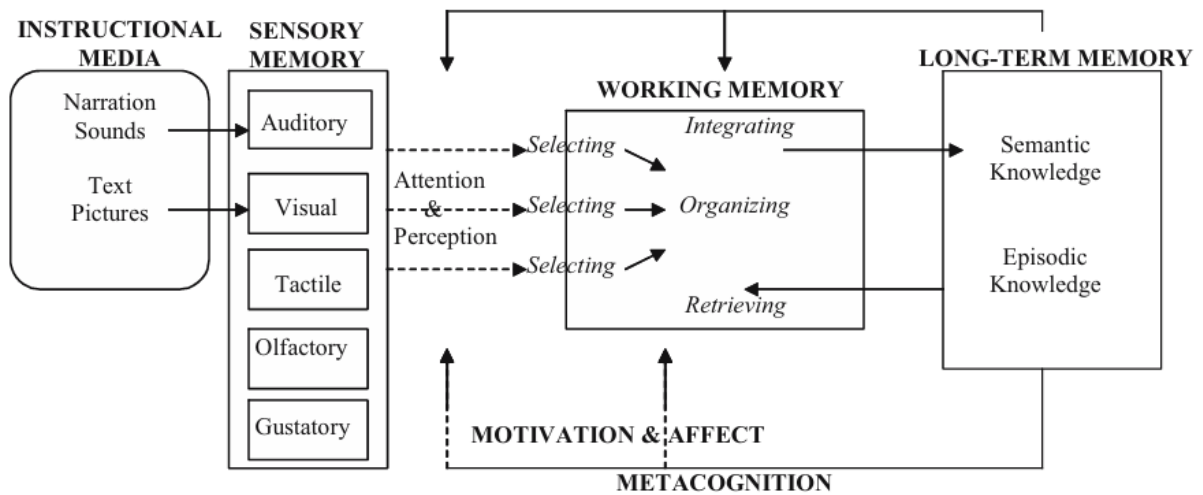 INSTRUCTIONAL
MEDIA
Narration
Sounds
Text
Pictures
SENSORY
MEMORY
Auditory
Visual
Tactile
Olfactory
Gustatory
Attention
&
Perception
Selecting
Selecting
Selecting
WORKING MEMORY
Integrating
Organizing
Retrieving
LONG-TERM MEMORY
Semantic
Knowledge
Episodic
Knowledge
MOTIVATION & AFFECT
METACOGNITION